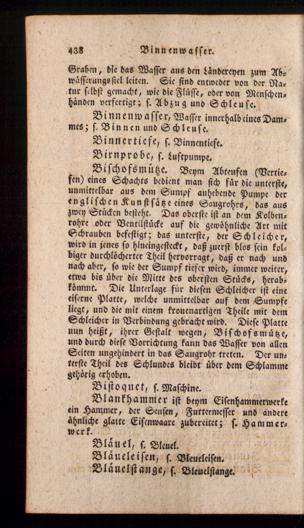 438 Binnenwasser.
Graben, die das Wasser aus den Ländereyen zum Ab-
wässerungssiel leiten. Sie sind entweder von der Na-
tur selbst gemacht, wie die Flüsse, oder von Menschen-
händen verfertigt; s. Abzug und Schleuse.
Binnenwasser, Wasser innerhalb eines Dam-
mes; s. Binnen und Schleuse.
Binnertiefe, s. Binnentiefe.
Birnprobe, s. Luftpumpe.
Bischofsmütze. Beym Abteufen (Vertie-
fen) eines Schachts bedient man sich für die unterste,
unmittelbar aus dem Sumpf aushebende Pumpe der
englischen Kunstsätze eines Saugrohrs, das aus
zwey Stücken besteht. Das oberste ist an dem Kolben-
rohre oder Ventilstück auf die gewöhnliche Art mit
Schrauben befestigt; das unterste, der Schleicher,
wird in jenes so hineingesteckt, daß zuerst blos sein kol-
biger durchlöcherter Theil hervorragt, daß er nach und
nach aber, so wie der Sumpf tiefer wird, immer weiter,
etwa bis über die Mitte des obersten Stücks, herab-
kömmt. Die Unterlage für diesen Schleicher ist eine
eiserne Platte, welche unmittelbar auf dem Sumpfe
liegt, und die mit einem kronenartigen Theile mit dem
Schleicher in Verbindung gebracht wird. Diese Platte
nun heißt, ihrer Gestalt wegen, Bischofsmütze,
und durch diese Vorrichtung kann das Wasser von allen
Seiten ungehindert in das Saugrohr treten. Der un-
terste Theil des Schlundes bleibt über dem Schlamme
gehörig erhoben.
Bistoquet, s. Maschine.
Blankhammer ist beym Eisenhammerwerke
ein Hammer, der Sensen, Futtermesser und andere
ähnliche glatte Eisenwaare zubereitet; s. Hammer-
werk.
Bläuel, s. Bleuel.
Bläueleisen, s. Bleueleisen.
Bläuelstange, s. Bleuelstange.